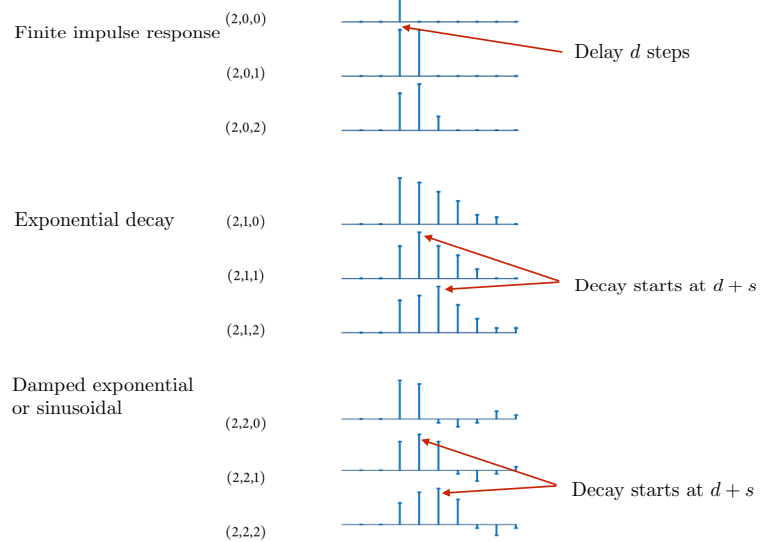 (2,0,0)
Finite impulse response
Delay d steps
(2,0,1)
(2,0,2)
Exponential decay
(2,1,0)
(2,1,1)
Decay starts at d + s
(2,1,2)
Damped exponential
or sinusoidal
(2,2,0)
(2,2,1)
Decay starts at d + s
(2,2,2)